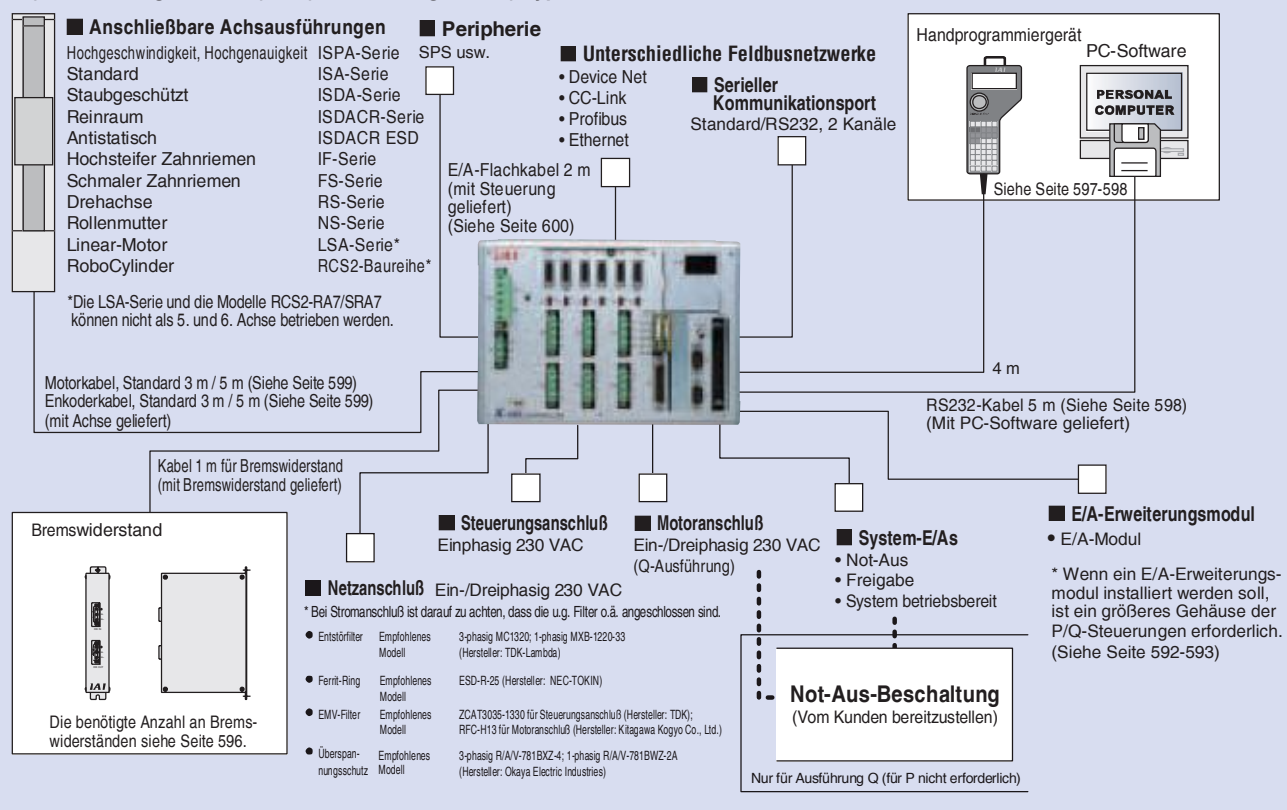 ■ Anschließbare Achsausführungen
Hochgeschwindigkeit, Hochgenauigkeit ISPA-Serie
Standard ISA-Serie
Staubgeschützt ISDA-Serie
Reinraum ISDACR-Serie
Antistatisch ISDACR ESD
Hochsteifer Zahnriemen IF-Serie
Schmaler Zahnriemen FS-Serie
Drehachse RS-Serie
Rollenmutter NS-Serie
Linear-Motor LSA-Serie*
RoboCylinder RCS2-Baureihe*
*Die LSA-Serie und die Modelle RCS2-RA7/SRA7
können nicht als 5. und 6. Achse betrieben werden.
■ Peripherie
SPS usw.
E/A-Flachkabel 2 m
(mit Steuerung
geliefert)
(Siehe Seite 600)
■ Unterschiedliche Feldbusnetzwerke
• Device Net
• CC-Link
• Profibus
• Ethernet
■ Serieller
Kommunikationsport
Standard/RS232, 2 Kanäle
Handprogrammiergerät
PC-Software
PERSONAL
COMPUTER
Siehe Seite 597-598
4 m
RS232-Kabel 5 m (Siehe Seite 598)
(Mit PC-Software geliefert)
Motorkabel, Standard 3 m / 5 m (Siehe Seite 599)
Enkoderkabel, Standard 3 m / 5 m (Siehe Seite 599)
(mit Achse geliefert)
Kabel 1 m für Bremswiderstand
(mit Bremswiderstand geliefert)
Bremswiderstand
IAI
Die benötigte Anzahl an Brems-
widerständen siehe Seite 596.
■ Steuerungsanschluß
Einphasig 230 VAC
■ Motoranschluß
Ein-/Dreiphasig 230 VAC
(Q-Ausführung)
■ System-E/As
• Not-Aus
• Freigabe
• System betriebsbereit
■ E/A-Erweiterungsmodul
• E/A-Modul
* Wenn ein E/A-Erweiterungs-
modul installiert werden soll,
ist ein größeres Gehäuse der
P/Q-Steuerungen erforderlich.
(Siehe Seite 592-593)
■ Netzanschluß Ein-/Dreiphasig 230 VAC
* Bei Stromanschluß ist darauf zu achten, dass die u.g. Filter o.ä. angeschlossen sind.
● Entstörfilter Empfohlenes 3-phasig MC1320; 1-phasig MXB-1220-33
Modell (Hersteller: TDK-Lambda)
● Ferrit-Ring Empfohlenes ESD-R-25 (Hersteller: NEC-TOKIN)
Modell
● EMV-Filter Empfohlenes ZCAT3035-1330 für Steuerungsanschluß (Hersteller: TDK);
Modell RFC-H13 für Motoranschluß (Hersteller: Kitagawa Kogyo Co., Ltd.)
● Überspan- Empfohlenes 3-phasig R/A/V-781BXZ-4; 1-phasig R/A/V-781BWZ-2A
nungsschutz Modell (Hersteller: Okaya Electric Industries)
Not-Aus-Beschaltung
(Vom Kunden bereitzustellen)
Nur für Ausführung Q (für P nicht erforderlich)